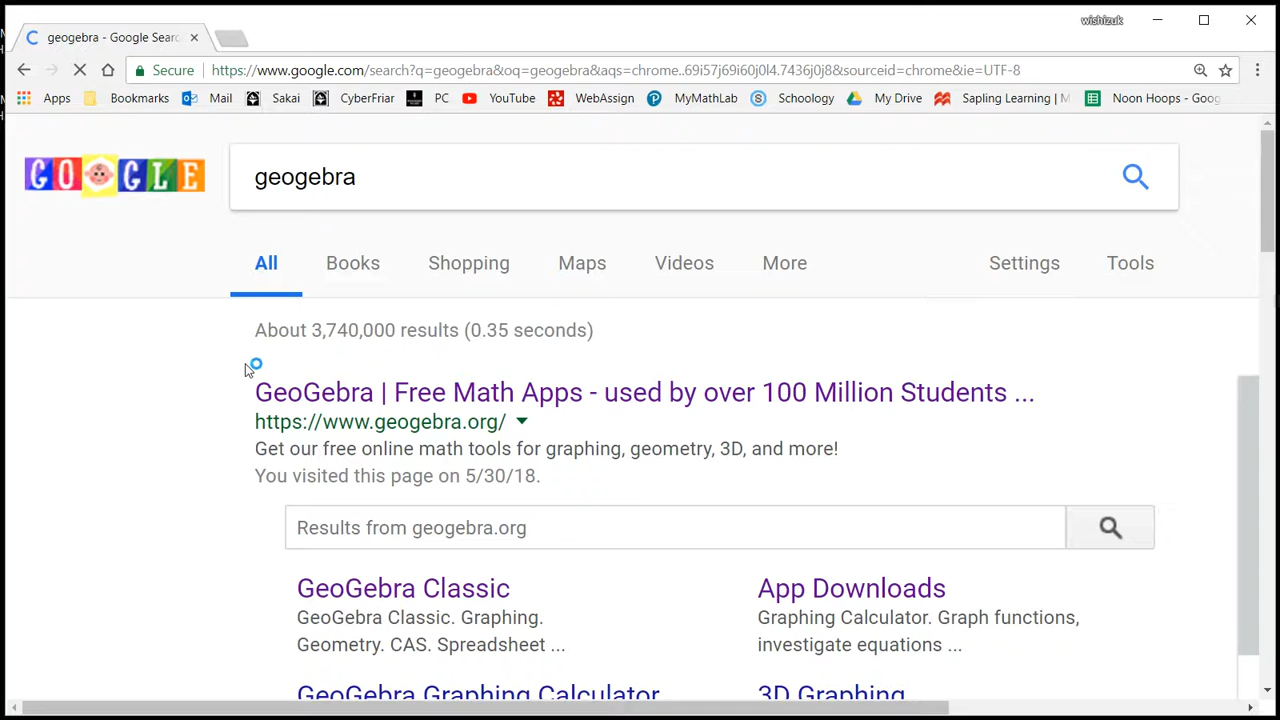 wishizuk
geogebra - Google Searc
Secure https://www.google.com/search?q=geogebra&oq=geogebra&aqs=chrome..69i57j69i60j0l4.7436j0j8&sourceid=chrome&ie=UTF-8
Apps Bookmarks Mail Sakai CyberFriar PC YouTube WebAssign MyMathLab Schoology My Drive Sapling Learning | M Noon Hoops - Goog
GOOGLE geogebra
All Books Shopping Maps Videos More Settings Tools
About 3,740,000 results (0.35 seconds)
GeoGebra | Free Math Apps - used by over 100 Million Students ...
https://www.geogebra.org/
Get our free online math tools for graphing, geometry, 3D, and more!
You visited this page on 5/30/18.
Results from geogebra.org
GeoGebra Classic App Downloads
GeoGebra Classic. Graphing. Graphing Calculator. Graph functions,
Geometry. CAS. Spreadsheet ... investigate equations ...
GeoGebra Graphing Calculator 3D Graphing